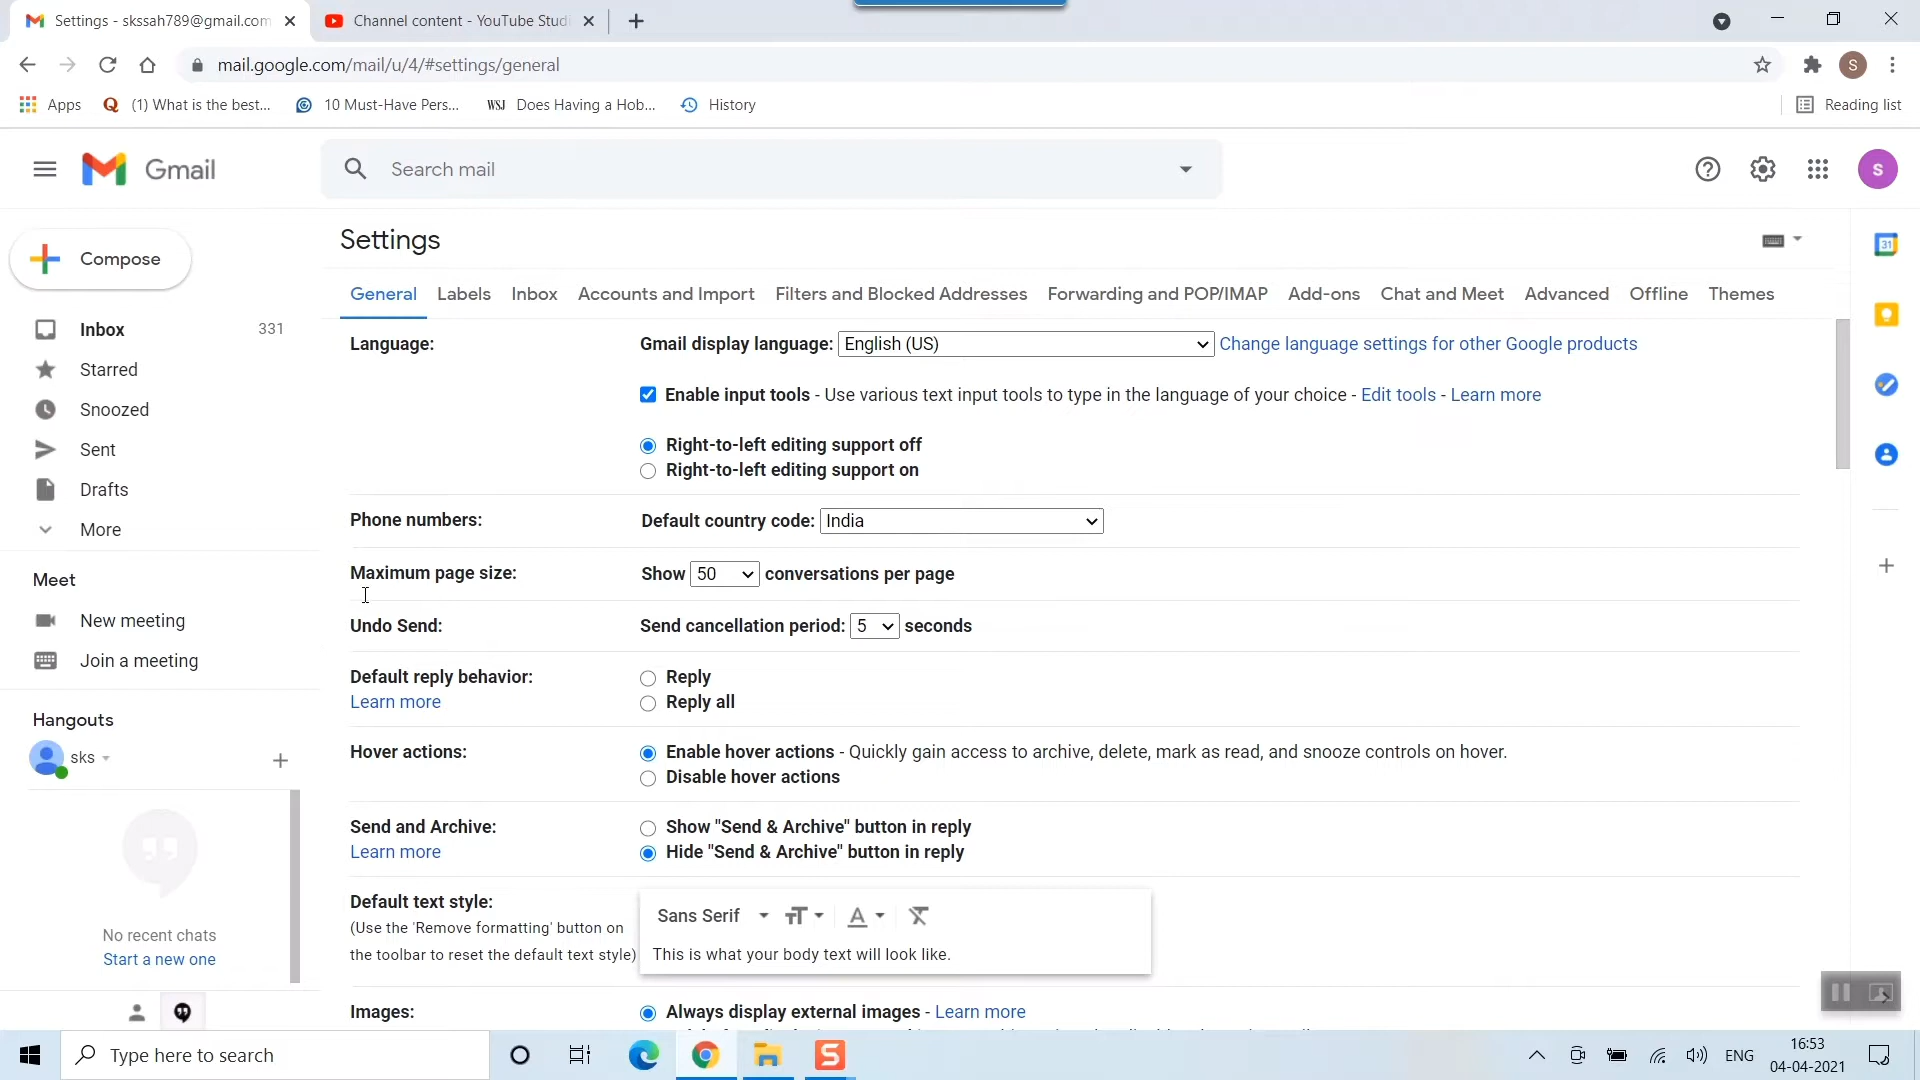 Settings - skssah789@gmail.com
Channel content - YouTube Studi
mail.google.com/mail/u/4/#settings/general
S
Apps
(1) What is the best...
10 Must-Have Pers...
WSJ Does Having a Hob...
History
Reading list
Gmail
Search mail
S
Settings
Compose
31
General
Labels
Inbox
Accounts and Import
Filters and Blocked Addresses
Forwarding and POP/IMAP
Add-ons
Chat and Meet
Advanced
Offline
Themes
Inbox 331
Starred
Snoozed
Sent
Drafts
More
Meet
New meeting
Join a meeting
Hangouts
sks
No recent chats
Start a new one
Language:
Gmail display language: English (US) Change language settings for other Google products
Enable input tools - Use various text input tools to type in the language of your choice - Edit tools - Learn more
Right-to-left editing support off
Right-to-left editing support on
Phone numbers:
Default country code: India
Maximum page size:
Show 50 conversations per page
Undo Send:
Send cancellation period: 5 seconds
Default reply behavior:
Learn more
Reply
Reply all
Hover actions:
Enable hover actions - Quickly gain access to archive, delete, mark as read, and snooze controls on hover.
Disable hover actions
Send and Archive:
Learn more
Show "Send & Archive" button in reply
Hide "Send & Archive" button in reply
Default text style:
(Use the 'Remove formatting' button on
the toolbar to reset the default text style)
Sans Serif
This is what your body text will look like.
Images:
Always display external images - Learn more
Type here to search
S
ENG
16:53
04-04-2021